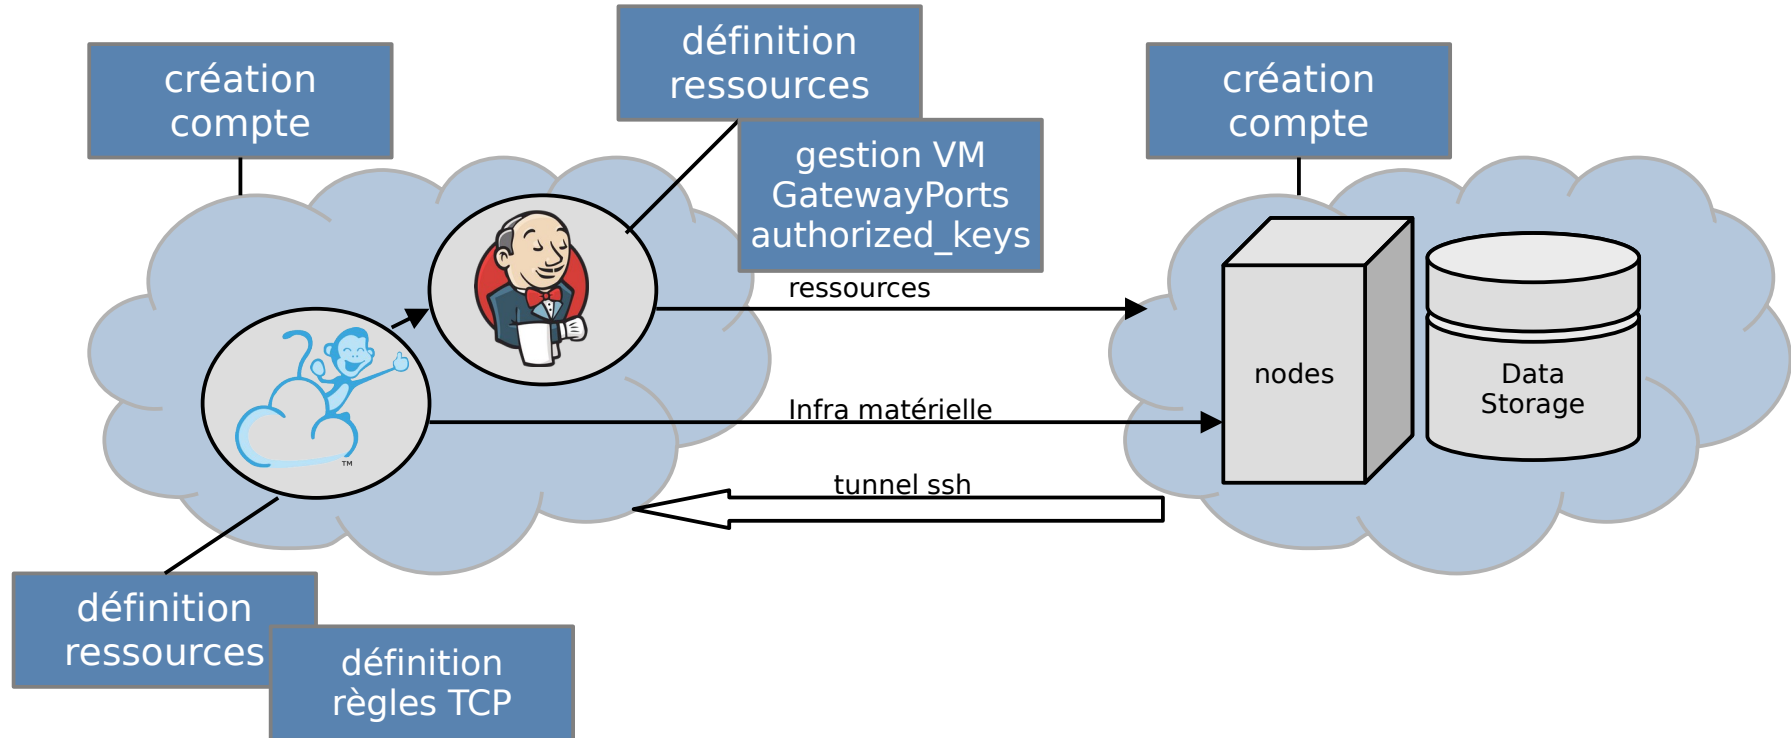 création
compte
définition
ressources
création
compte
gestion VM
GatewayPorts
authorized_keys
ressources
nodes
Data
Storage
Infra matérielle
TM
tunnel ssh
définition
ressources
définition
règles TCP